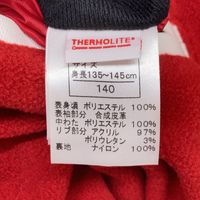 THERMOLITE®
サイズ
身長135~145cm
140
表身頃 ポリエステル 100%
表袖部分 合成皮革
中わた ポリエステル 100%
リブ部分 アクリル 97%
ポリウレタン 3%
裏地 ナイロン 100%